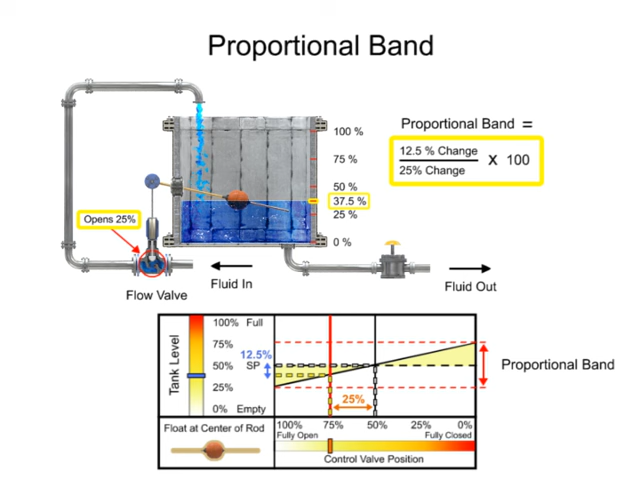 Proportional Band
Proportional Band =
12.5 % Change
25% Change
X 100
100 %
75 %
50 %
37.5 %
25 %
0 %
Opens 25%
Flow Valve
Fluid In
Fluid Out
Tank Level
100% Full
75%
50% SP
25%
0% Empty
12.5%
25%
Proportional Band
Float at Center of Rod
100% 75% 50% 25% 0%
Fully Open Fully Closed
Control Valve Position